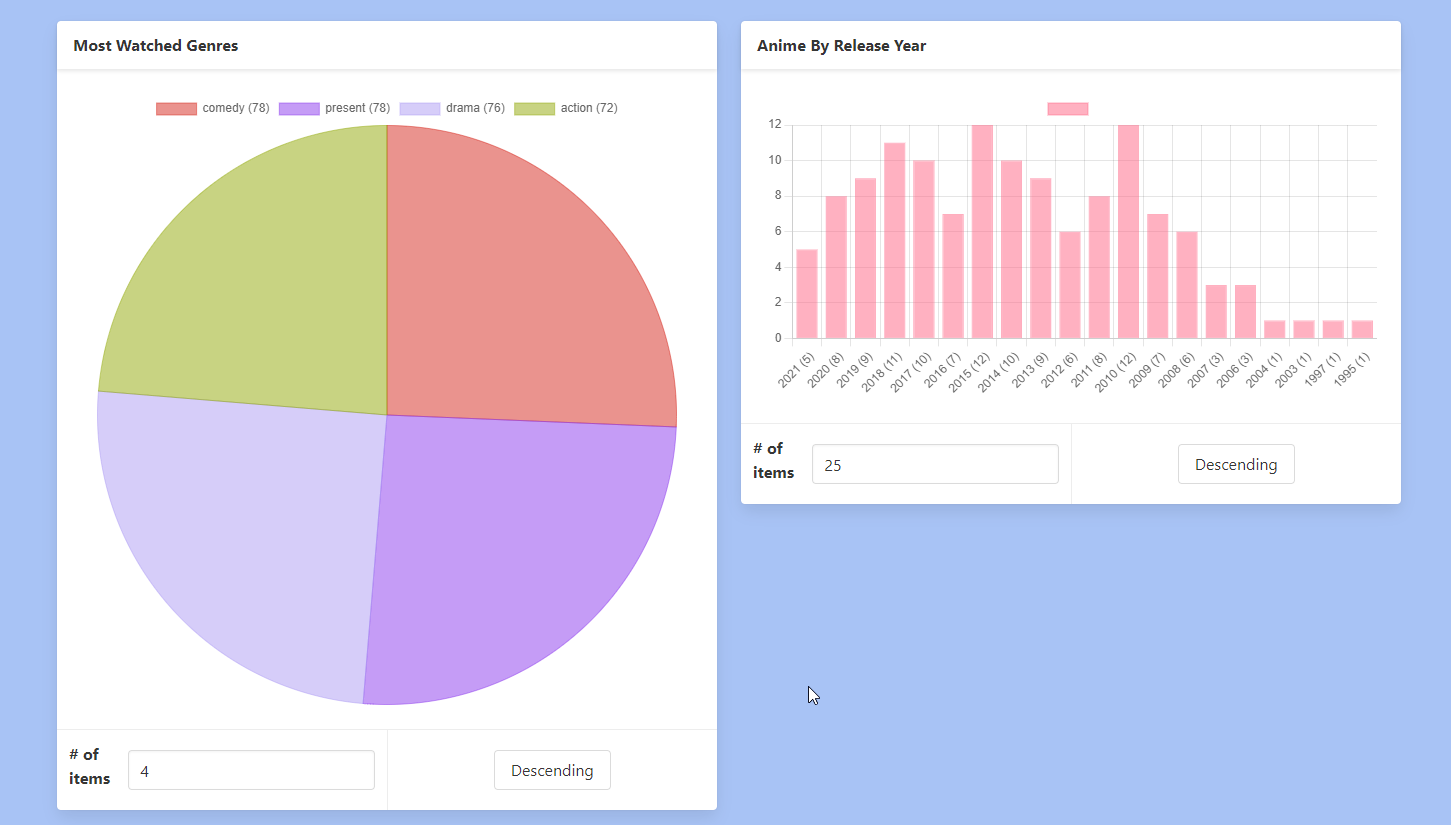 Most Watched Genres
comedy (78) present (78) drama (76) action (72)
# of
items
4
Descending
Anime By Release Year
12
10
8
6
4
2
0
2021 (5) 2020 (8) 2019 (9) 2018 (11) 2017 (10) 2016 (7) 2015 (12) 2014 (10) 2013 (9) 2012 (6) 2011 (8) 2010 (12) 2009 (7) 2008 (6) 2007 (3) 2006 (3) 2004 (1) 2003 (1) 1997 (1) 1995 (1)
# of
items
25
Descending